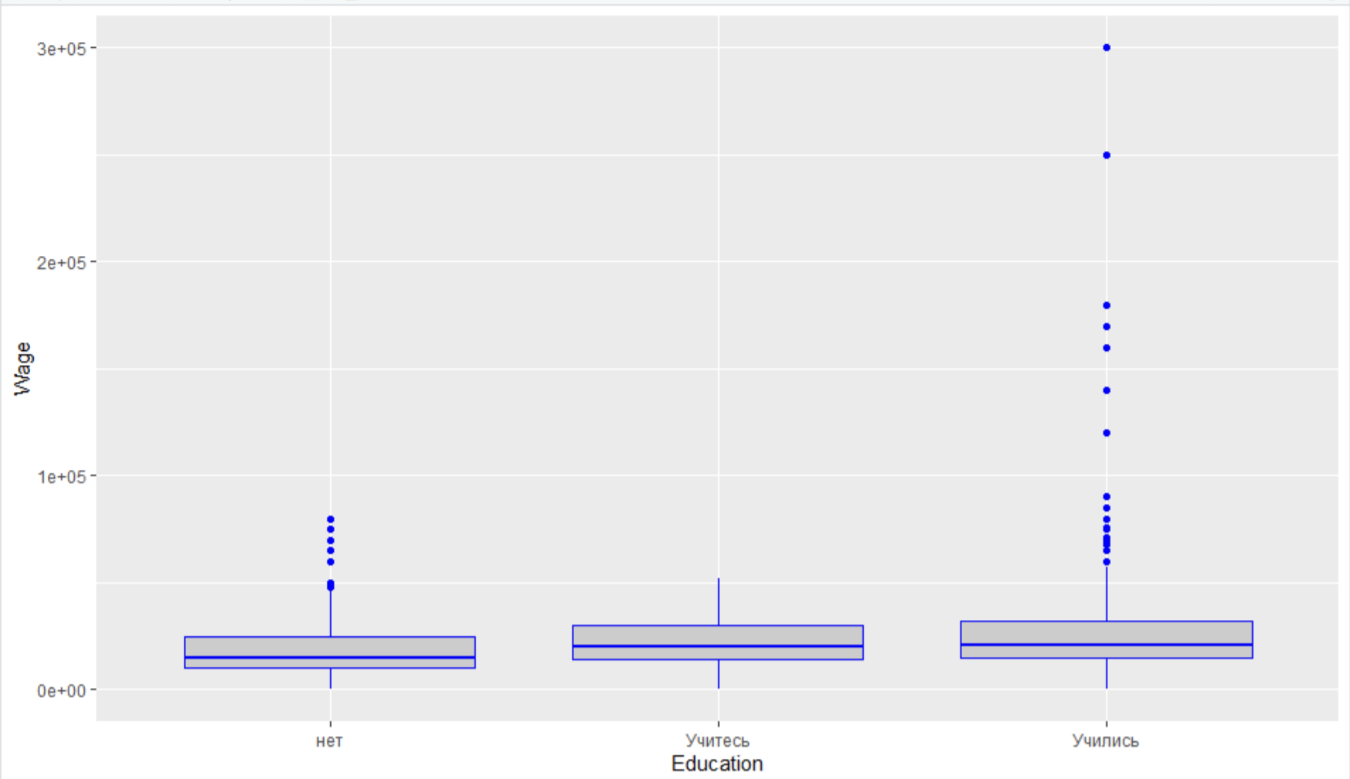 3e+05
2e+05
1e+05
0e+00
Wage
нет Учитесь Учились
Education